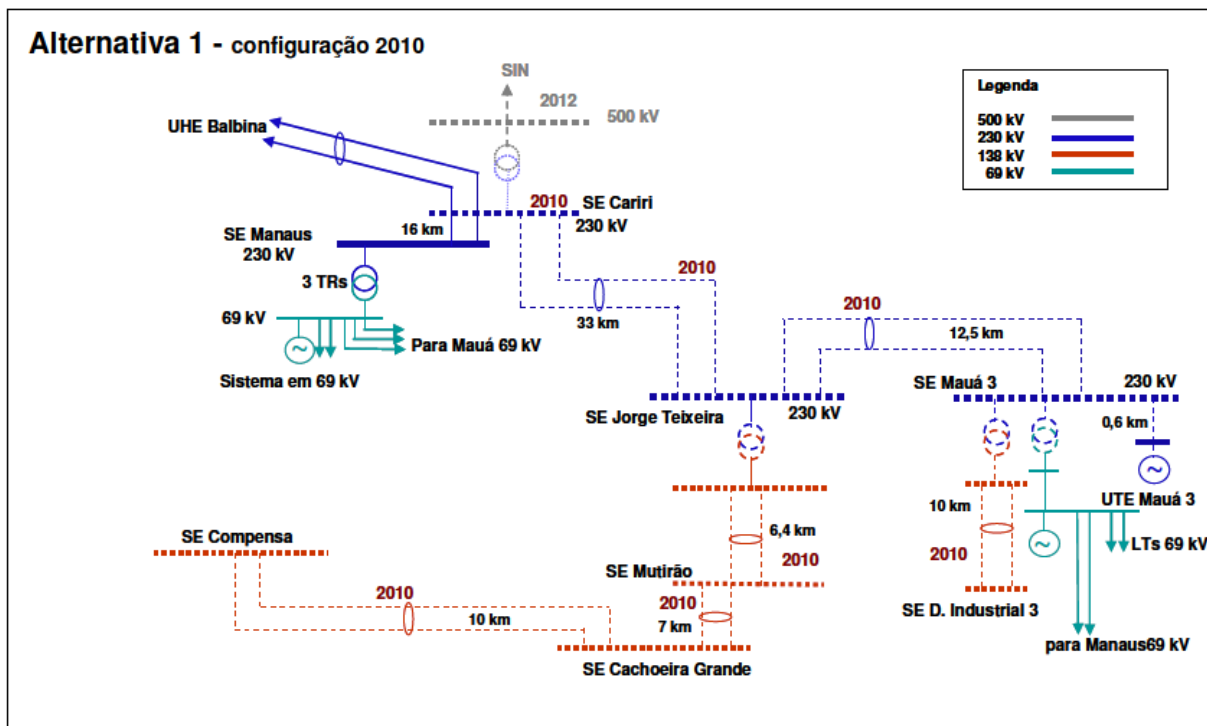 Alternativa 1 - configuração 2010
SIN
2012
500 kV
Legenda
500 kV
230 kV
138 kV
69 kV
UHE Balbina
2010
SE Cariri
230 kV
16 km
SE Manaus
230 kV
3 TRs
69 kV
Para Mauá 69 kV
Sistema em 69 kV
2010
33 km
2010
12,5 km
SE Jorge Teixeira
230 kV
SE Mauá 3
230 kV
0,6 km
UTE Mauá 3
10 km
2010
LTs 69 kV
SE D. Industrial 3
para Manaus69 kV
6,4 km
2010
SE Mutirão
2010
7 km
SE Compensa
2010
10 km
SE Cachoeira Grande